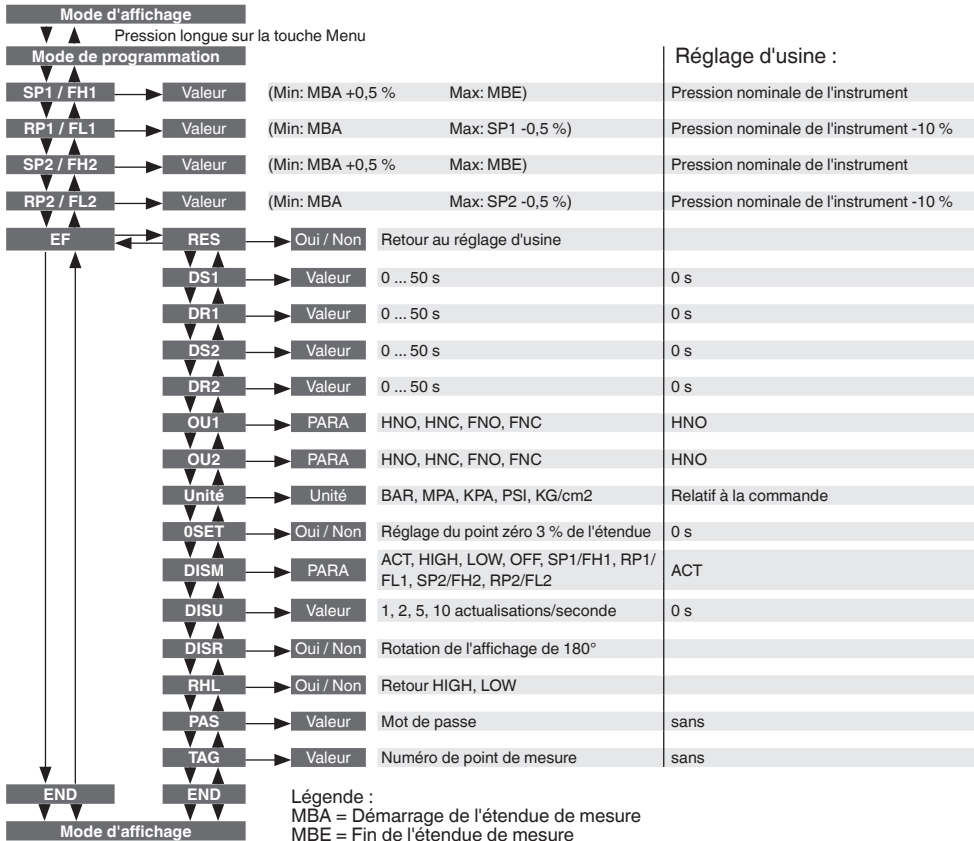 Mode d'affichage
Pression longue sur la touche Menu
Mode de programmation
Réglage d'usine :
SP1 / FH1 Valeur (Min: MBA +0,5 % Max: MBE) Pression nominale de l'instrument
RP1 / FL1 Valeur (Min: MBA Max: SP1 -0,5 %) Pression nominale de l'instrument -10 %
SP2 / FH2 Valeur (Min: MBA +0,5 % Max: MBE) Pression nominale de l'instrument
RP2 / FL2 Valeur (Min: MBA Max: SP2 -0,5 %) Pression nominale de l'instrument -10 %
EF RES Oui / Non Retour au réglage d'usine
DS1 Valeur 0 ... 50 s 0 s
DR1 Valeur 0 ... 50 s 0 s
DS2 Valeur 0 ... 50 s 0 s
DR2 Valeur 0 ... 50 s 0 s
OU1 PARA HNO, HNC, FNO, FNC HNO
OU2 PARA HNO, HNC, FNO, FNC HNO
Unité Unité BAR, MPA, KPA, PSI, KG/cm2 Relatif à la commande
0SET Oui / Non Réglage du point zéro 3 % de l'étendue 0 s
DISM PARA ACT, HIGH, LOW, OFF, SP1/FH1, RP1/
FL1, SP2/FH2, RP2/FL2 ACT
DISU Valeur 1, 2, 5, 10 actualisations/seconde 0 s
DISR Oui / Non Rotation de l'affichage de 180°
RHL Oui / Non Retour HIGH, LOW
PAS Valeur Mot de passe sans
TAG Valeur Numéro de point de mesure sans
END END
Légende :
MBA = Démarrage de l'étendue de mesure
Mode d'affichage
MBE = Fin de l'étendue de mesure